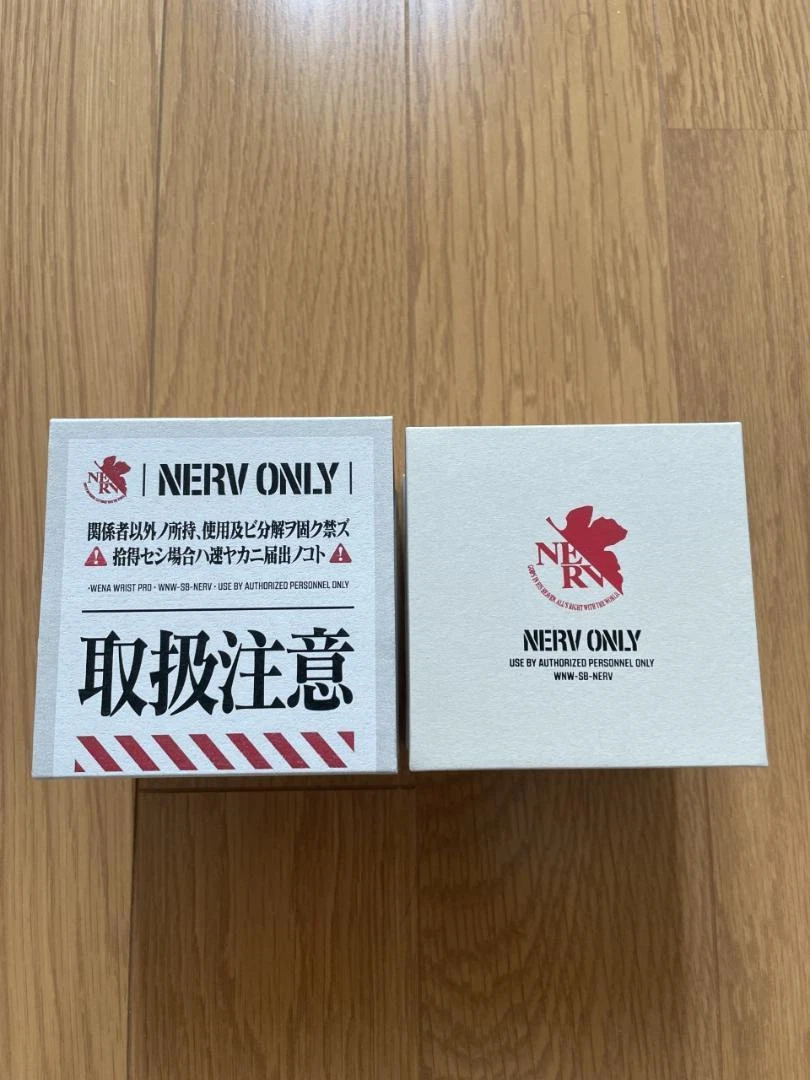 NERV
NERV ONLY
関係者以外ノ所持、使用及ビ分解ヲ固ク禁ズ
拾得セシ場合ハ速ヤカニ届出ノコト
・WENA WRIST PRO・WNW-SB-NERV・USE BY AUTHORIZED PERSONNEL ONLY
取扱注意
NERV
GOD'S IN HIS HEAVEN. ALL'S RIGHT WITH THE WORLD.
NERV ONLY
USE BY AUTHORIZED PERSONNEL ONLY
WNW-SB-NERV